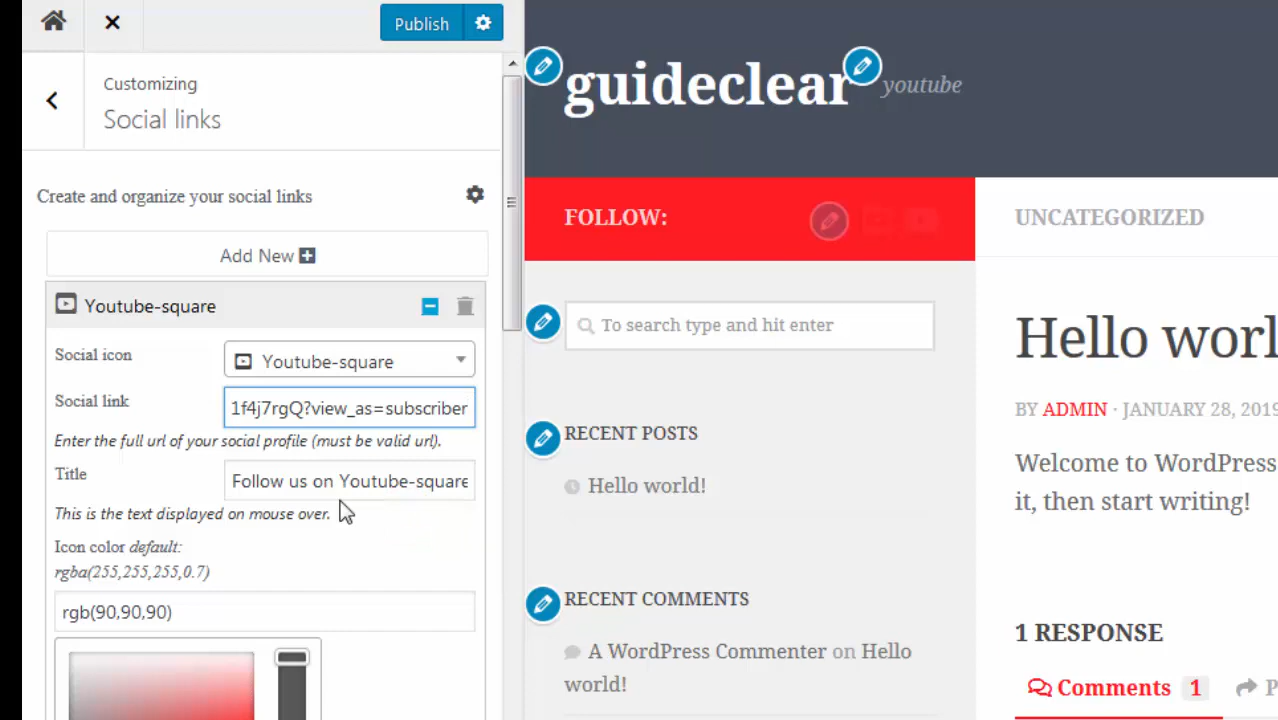 Publish
Customizing
Social links
Create and organize your social links
Add New
Youtube-square
Social icon
Youtube-square
Social link
1f4j7rgQ?view_as=subscriber
Enter the full url of your social profile (must be valid url).
Title
Follow us on Youtube-square
This is the text displayed on mouse over.
Icon color default:
rgba(255,255,255,0.7)
rgb(90,90,90)
guideclear
youtube
FOLLOW:
To search type and hit enter
RECENT POSTS
Hello world!
RECENT COMMENTS
A WordPress Commenter on Hello
world!
UNCATEGORIZED
Hello worl
BY ADMIN · JANUARY 28, 2019
Welcome to WordPress
it, then start writing!
1 RESPONSE
Comments 1
P